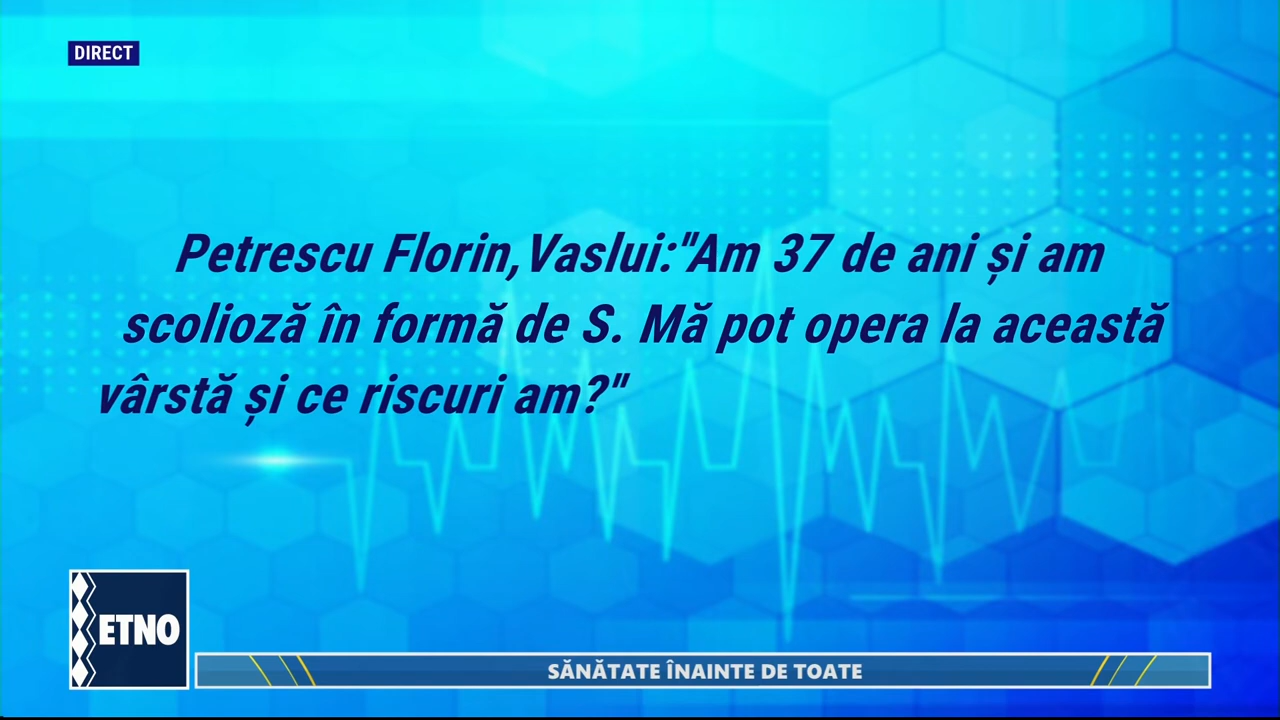 DIRECT
Petrescu Florin,Vaslui:"Am 37 de ani și am
scolioză în formă de S. Mă pot opera la această
vârstă și ce riscuri am?"
ETNO
SĂNĂTATE ÎNAINTE DE TOATE